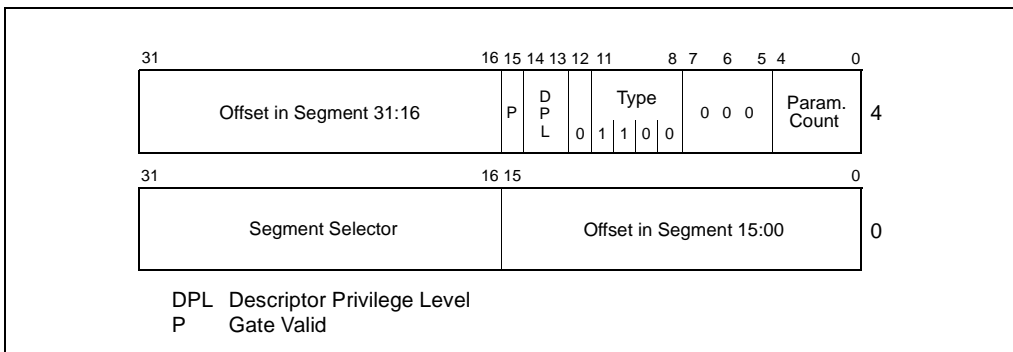 31 16 15 14 13 12 11 8 7 6 5 4 0
Offset in Segment 31:16 P D P L 0 Type 1 1 0 0 0 0 0 Param. Count 4
31 16 15 0
Segment Selector Offset in Segment 15:00 0
DPL Descriptor Privilege Level
P Gate Valid